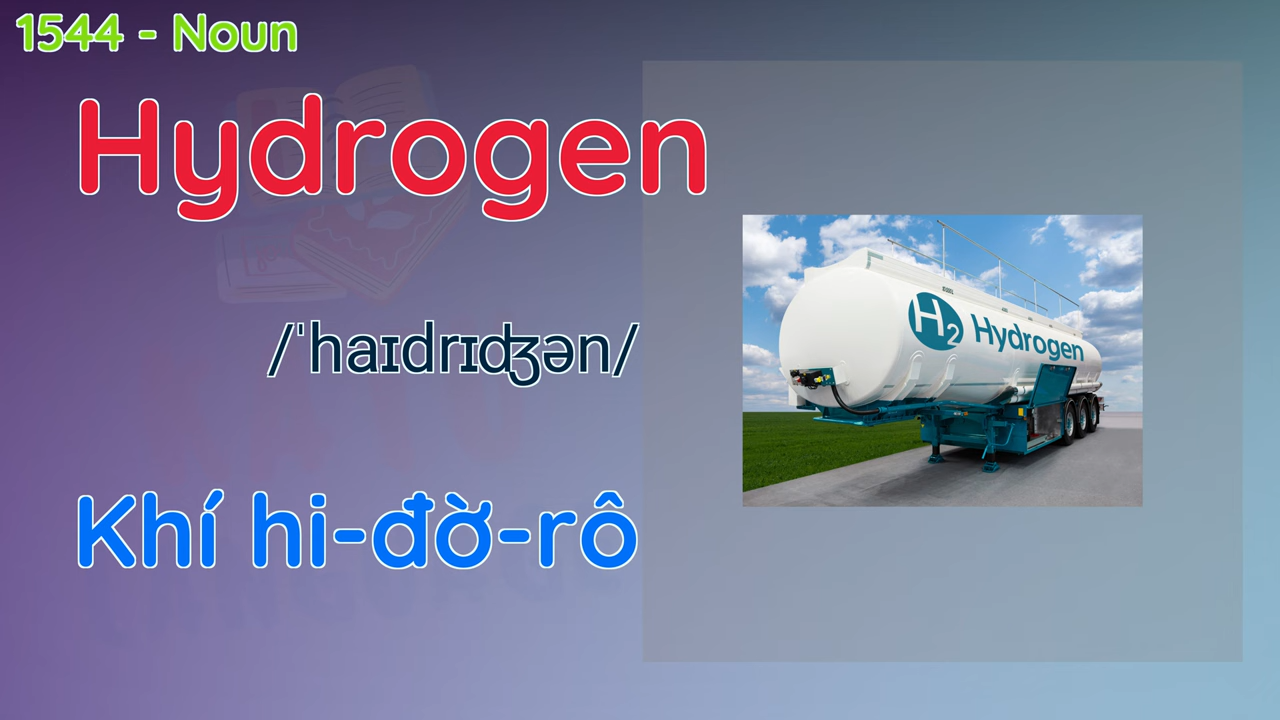 1544 - Noun
Hydrogen
/ˈhaɪdrɪʤən/
Khí hi-đờ-rô
H2 Hydrogen